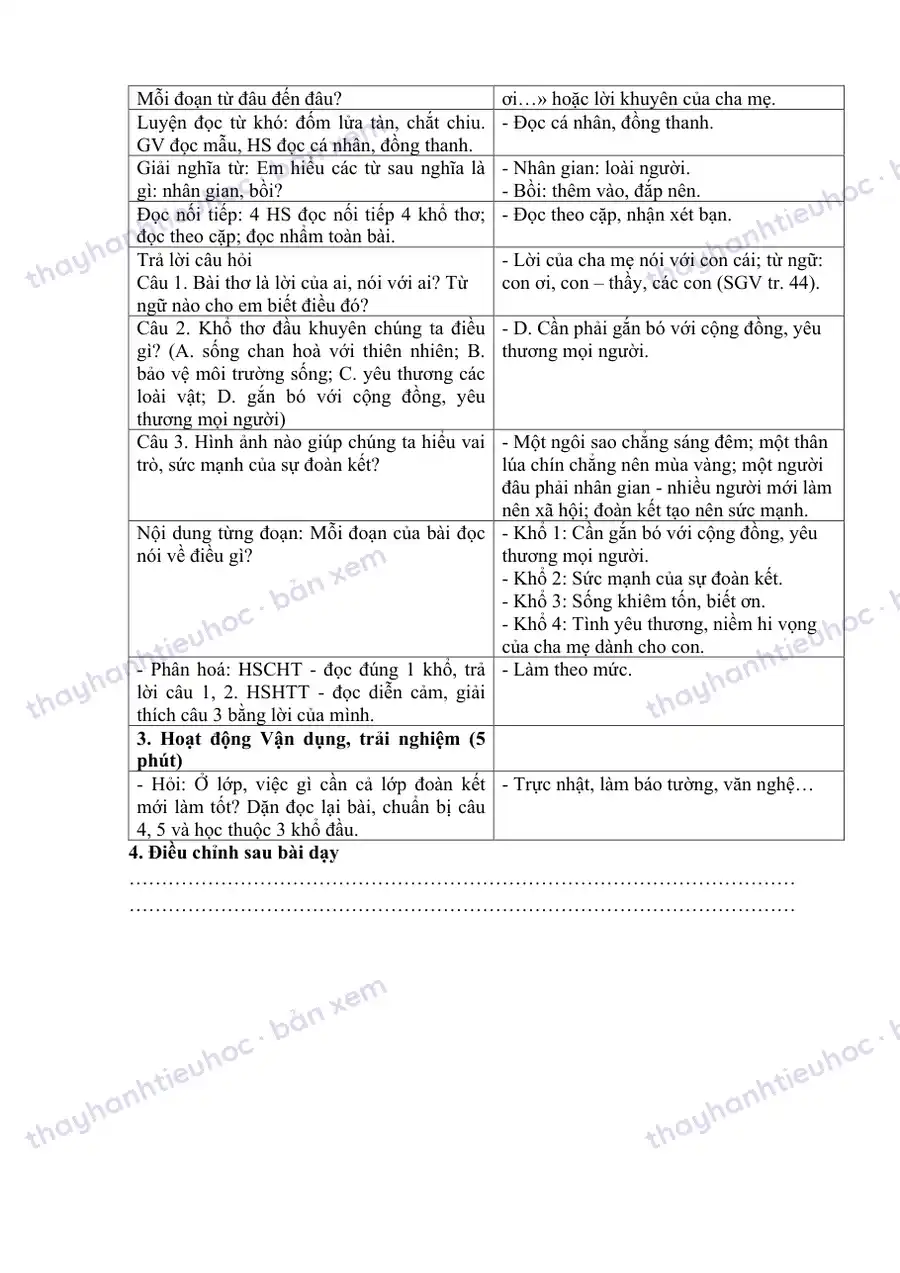 Mỗi đoạn từ đâu đến đâu?
ơi…» hoặc lời khuyên của cha mẹ.
Luyện đọc từ khó: đốm lửa tàn, chắt chiu.
GV đọc mẫu, HS đọc cá nhân, đồng thanh.
- Đọc cá nhân, đồng thanh.
Giải nghĩa từ: Em hiểu các từ sau nghĩa là
gì: nhân gian, bồi?
- Nhân gian: loài người.
- Bồi: thêm vào, đắp nên.
Đọc nối tiếp: 4 HS đọc nối tiếp 4 khổ thơ;
đọc theo cặp; đọc nhẩm toàn bài.
- Đọc theo cặp, nhận xét bạn.
Trả lời câu hỏi
Câu 1. Bài thơ là lời của ai, nói với ai? Từ
ngữ nào cho em biết điều đó?
- Lời của cha mẹ nói với con cái; từ ngữ:
con ơi, con – thầy, các con (SGV tr. 44).
Câu 2. Khổ thơ đầu khuyên chúng ta điều
gì? (A. sống chan hoà với thiên nhiên; B.
bảo vệ môi trường sống; C. yêu thương các
loài vật; D. gắn bó với cộng đồng, yêu
thương mọi người)
- D. Cần phải gắn bó với cộng đồng, yêu
thương mọi người.
Câu 3. Hình ảnh nào giúp chúng ta hiểu vai
trò, sức mạnh của sự đoàn kết?
- Một ngôi sao chẳng sáng đêm; một thân
lúa chín chẳng nên mùa vàng; một người
đâu phải nhân gian - nhiều người mới làm
nên xã hội; đoàn kết tạo nên sức mạnh.
Nội dung từng đoạn: Mỗi đoạn của bài đọc
nói về điều gì?
- Khổ 1: Cần gắn bó với cộng đồng, yêu
thương mọi người.
- Khổ 2: Sức mạnh của sự đoàn kết.
- Khổ 3: Sống khiêm tốn, biết ơn.
- Khổ 4: Tình yêu thương, niềm hi vọng
của cha mẹ dành cho con.
- Phân hoá: HSCHT - đọc đúng 1 khổ, trả
lời câu 1, 2. HSHTT - đọc diễn cảm, giải
thích câu 3 bằng lời của mình.
- Làm theo mức.
3. Hoạt động Vận dụng, trải nghiệm (5
phút)
- Hỏi: Ở lớp, việc gì cần cả lớp đoàn kết
mới làm tốt? Dặn đọc lại bài, chuẩn bị câu
4, 5 và học thuộc 3 khổ đầu.
- Trực nhật, làm báo tường, văn nghệ…
4. Điều chỉnh sau bài dạy
…………………………………………………………………………………………
…………………………………………………………………………………………
thayhanhtieuhoc · bản xem
thayhanhtieuhoc · b
thayhanhtieuhoc · bản xem
thayhanhtieuhoc · b
thayhanhtieuhoc · bản xem
thayhanhtieuhoc · b